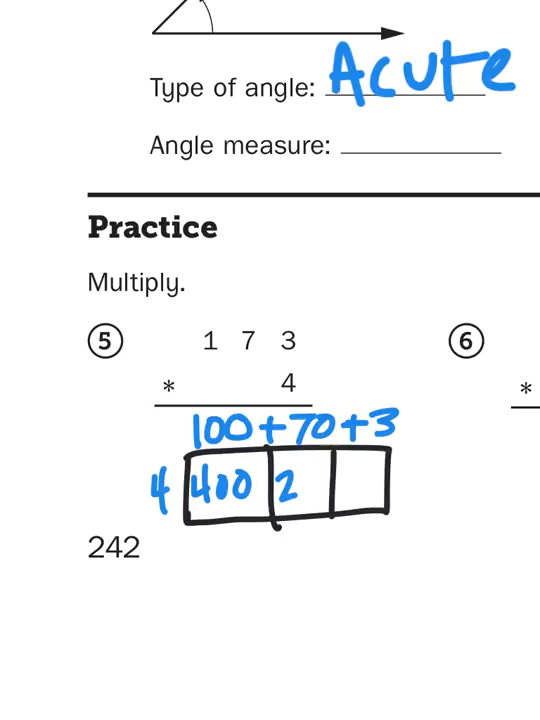 Type of angle: Acute
Angle measure:
Practice
Multiply.
5 1 7 3 6
* 4 *
100+70+3
4 400 2
242